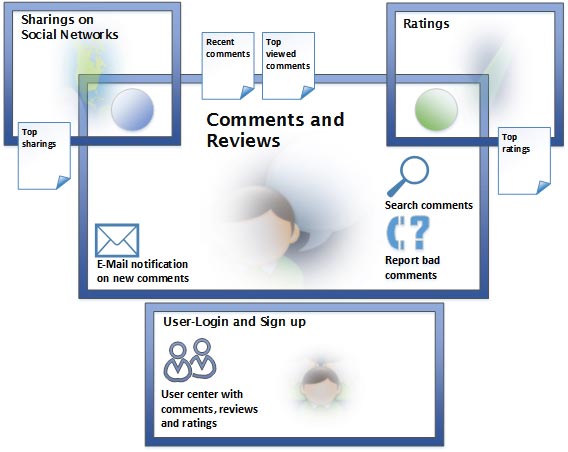 Sharings on
Social Networks
Recent
comments
Top
viewed
comments
Ratings
Top
sharings
Comments and
Reviews
Top
ratings
Search comments
Report bad
comments
E-Mail notification
on new comments
User-Login and Sign up
User center with
comments, reviews
and ratings